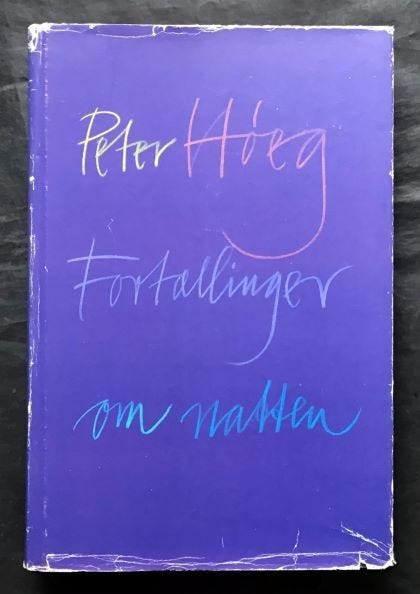 Peter Høeg
Fortællinger
om natten